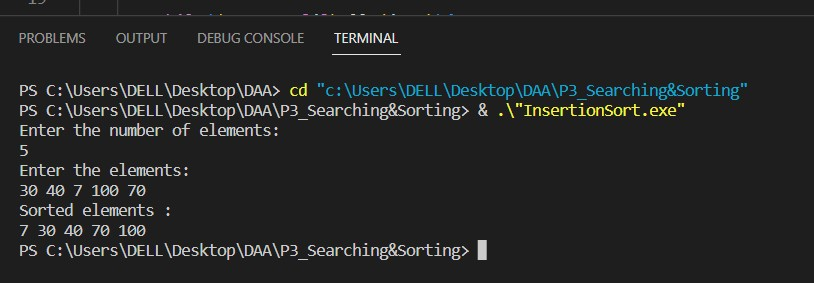 19
PROBLEMS OUTPUT DEBUG CONSOLE TERMINAL
PS C:\Users\DELL\Desktop\DAA> cd "c:\Users\DELL\Desktop\DAA\P3_Searching&Sorting"
PS C:\Users\DELL\Desktop\DAA\P3_Searching&Sorting> & .\"InsertionSort.exe"
Enter the number of elements:
5
Enter the elements:
30 40 7 100 70
Sorted elements :
7 30 40 70 100
PS C:\Users\DELL\Desktop\DAA\P3_Searching&Sorting>